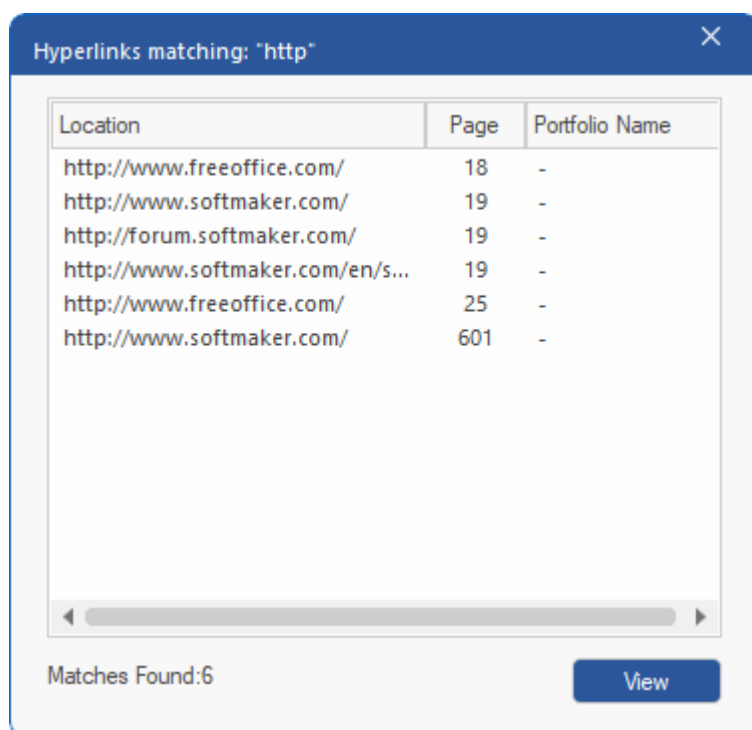 Hyperlinks matching: "http"
Location Page Portfolio Name
http://www.freeoffice.com/ 18 -
http://www.softmaker.com/ 19 -
http://forum.softmaker.com/ 19 -
http://www.softmaker.com/en/s... 19 -
http://www.freeoffice.com/ 25 -
http://www.softmaker.com/ 601 -
Matches Found:6
View